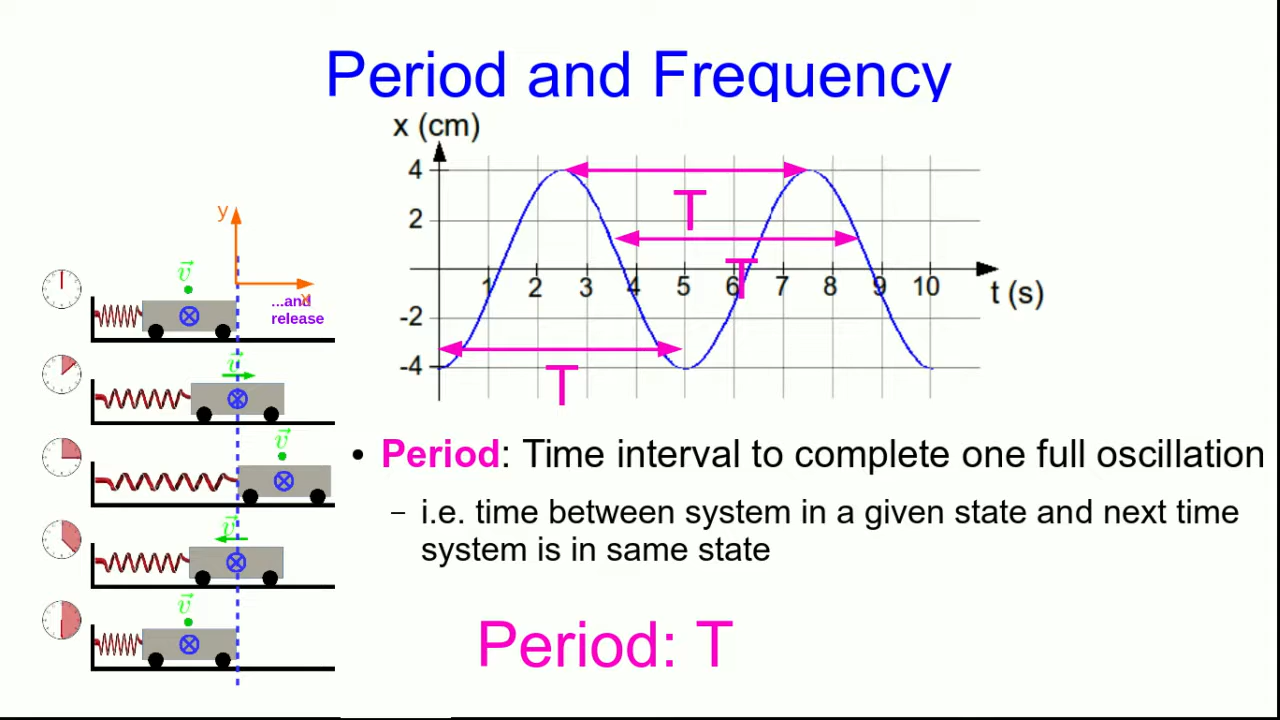 Period and Frequency
x (cm)
4
2
-2
-4
1 2 3 4 5 6 7 8 9 10
t (s)
T
T
T
y
x
...and
release
v⃗
v⃗
v⃗
v⃗
v⃗
• Period: Time interval to complete one full oscillation
– i.e. time between system in a given state and next time
system is in same state
Period: T